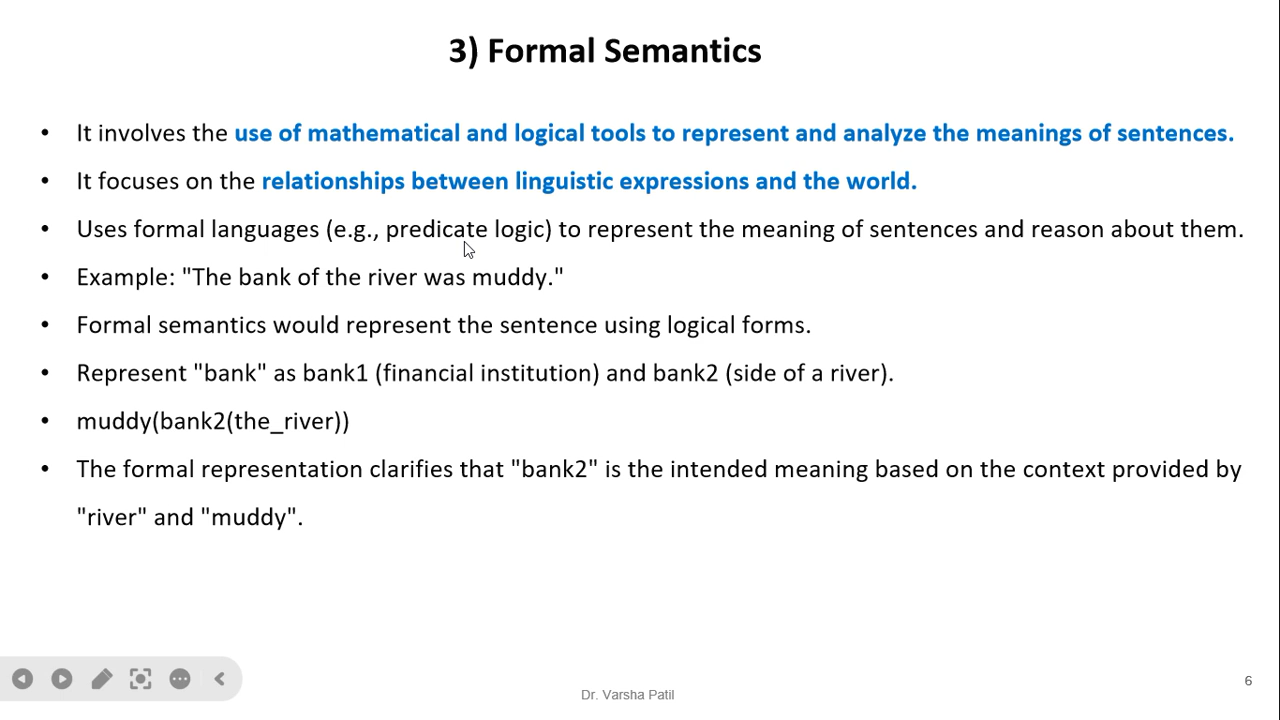 3) Formal Semantics
• It involves the use of mathematical and logical tools to represent and analyze the meanings of sentences.
• It focuses on the relationships between linguistic expressions and the world.
• Uses formal languages (e.g., predicate logic) to represent the meaning of sentences and reason about them.
• Example: "The bank of the river was muddy."
• Formal semantics would represent the sentence using logical forms.
• Represent "bank" as bank1 (financial institution) and bank2 (side of a river).
• muddy(bank2(the_river))
• The formal representation clarifies that "bank2" is the intended meaning based on the context provided by
"river" and "muddy".
Dr. Varsha Patil
6